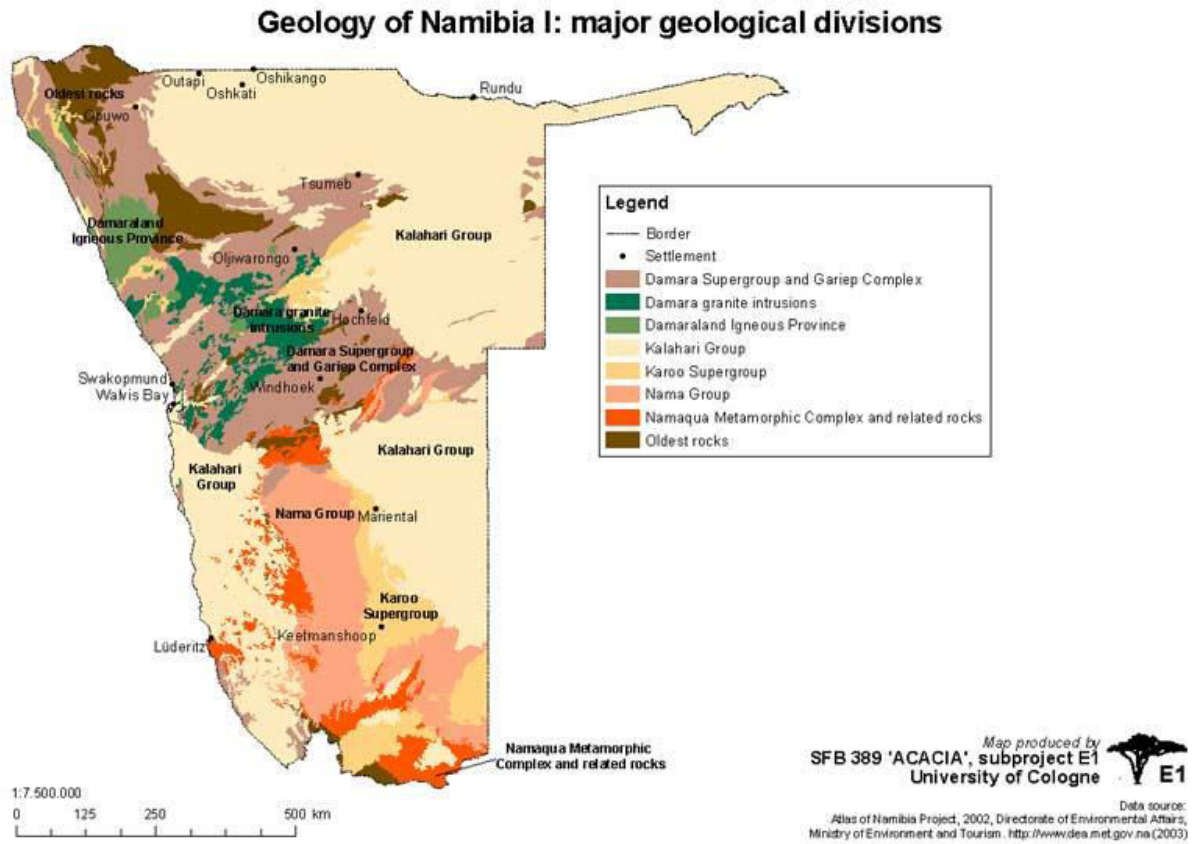 Geology of Namibia I: major geological divisions
Outapi
Oshikango
Oshkati
Rundu
Oldest rocks
Opuwo
Tsumeb
Damaraland
Igneous Province
Kalahari Group
Otjiwarongo
Damara granite
intrusions
Hochfeld
Damara Supergroup
and Gariep Complex
Swakopmund
Walvis Bay
Windhoek
Kalahari
Group
Kalahari Group
Nama Group
Mariental
Karoo
Supergroup
Keetmanshoop
Lüderitz
Namaqua Metamorphic
Complex and related rocks
Legend
Border
Settlement
Damara Supergroup and Gariep Complex
Damara granite intrusions
Damaraland Igneous Province
Kalahari Group
Karoo Supergroup
Nama Group
Namaqua Metamorphic Complex and related rocks
Oldest rocks
1:7.500.000
0 125 250 500 km
Map produced by
SFB 389 'ACACIA', subproject E1
University of Cologne
E1
Data source:
Atlas of Namibia Project, 2002, Directorate of Environmental Affairs,
Ministry of Environment and Tourism. http://www.dea.met.gov.na (2003)